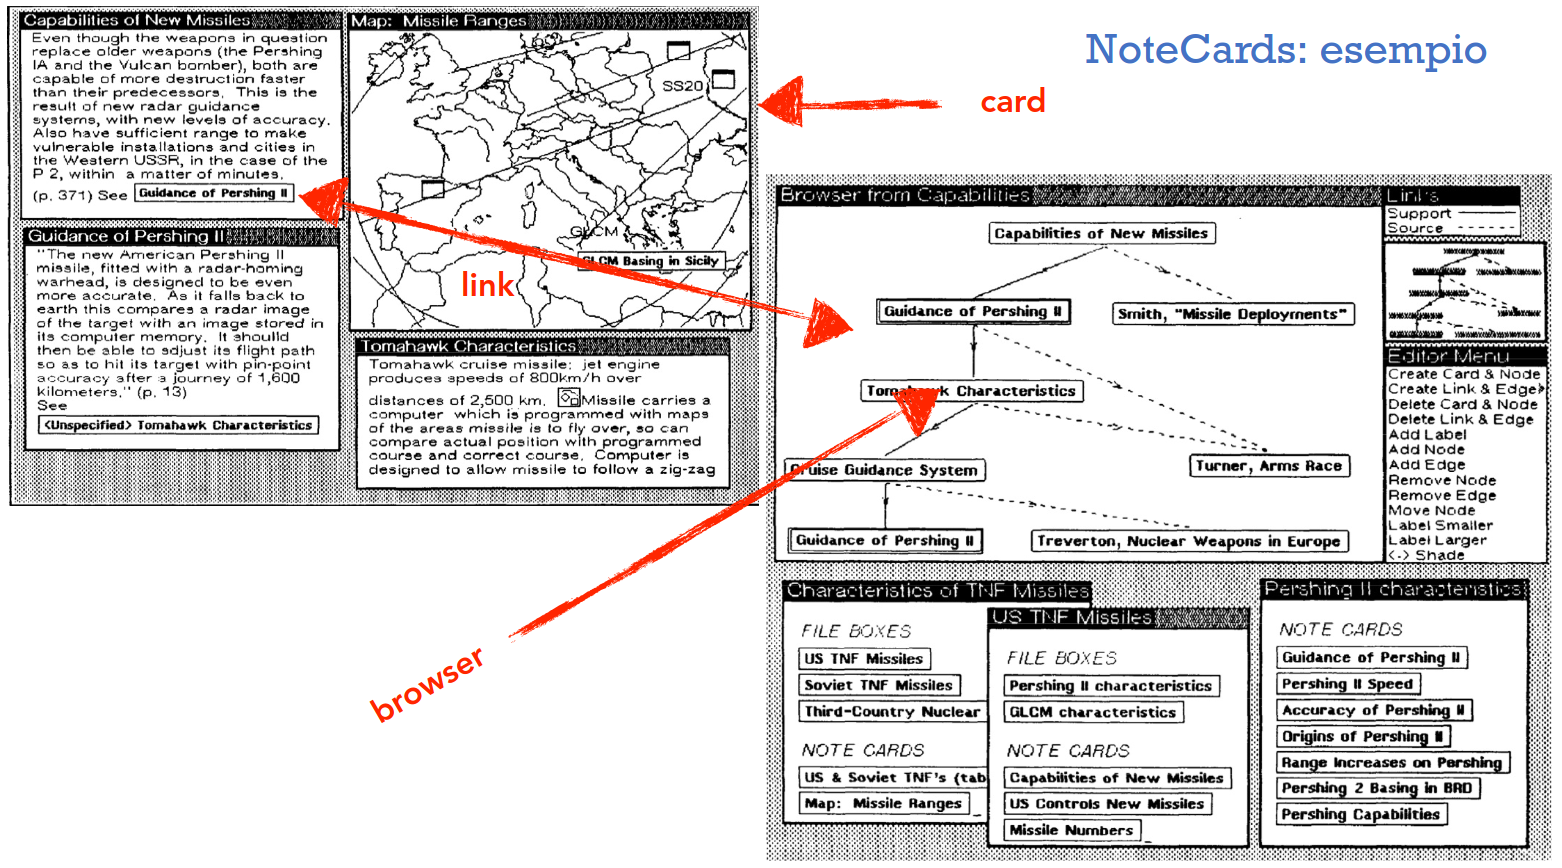 NoteCards: esempio
card
link
browser
Capabilities of New Missiles
Even though the weapons in question
replace older weapons (the Pershing
IA and the Vulcan bomber), both are
capable of more destruction faster
than their predecessors. This is the
result of new radar guidance
systems, with new levels of accuracy.
Also have sufficient range to make
vulnerable installations and cities in
the Western USSR, in the case of the
P 2, within a matter of minutes.
(p. 371) See Guidance of Pershing II
Guidance of Pershing II
"The new American Pershing II
missile, fitted with a radar-homing
warhead, is designed to be even
more accurate. As it falls back to
earth this compares a radar image
of the target with an image stored in
its computer memory. It shoulld
then be able to sdjust its flight path
so as to hit its target with pin-point
accuracy after a journey of 1,600
kilometers." (p. 13)
See
<Unspecified> Tomahawk Characteristics
Map: Missile Ranges
SS20
GLCM
GLCM Basing in Sicily
Tomahawk Characteristics
Tomahawk cruise missile: jet engine
produces speeds of 800km/h over
distances of 2,500 km. Missile carries a
computer which is programmed with maps
of the areas missile is to fly over, so can
compare actual position with programmed
course and correct course. Computer is
designed to allow missile to follow a zig-zag
Browser from Capabilities
Capabilities of New Missiles
Guidance of Pershing II
Smith, "Missile Deployments"
Tomahawk Characteristics
Cruise Guidance System
Turner, Arms Race
Guidance of Pershing II
Treverton, Nuclear Weapons in Europe
Links
Support
Source
Editor Menu
Create Card & Node
Create Link & Edge>
Delete Card & Node
Delete Link & Edge
Add Label
Add Node
Add Edge
Remove Node
Remove Edge
Move Node
Label Smaller
Label Larger
<-> Shade
Characteristics of TNF Missiles
FILE BOXES
US TNF Missiles
Soviet TNF Missiles
Third-Country Nuclear
NOTE CARDS
US & Soviet TNF's (tab
Map: Missile Ranges
US TNF Missiles
FILE BOXES
Pershing II characteristics
GLCM characteristics
NOTE CARDS
Capabilities of New Missiles
US Controls New Missiles
Missile Numbers
Pershing II characteristics
NOTE CARDS
Guidance of Pershing II
Pershing II Speed
Accuracy of Pershing II
Origins of Pershing II
Range Increases on Pershing
Pershing 2 Basing in BRD
Pershing Capabilities